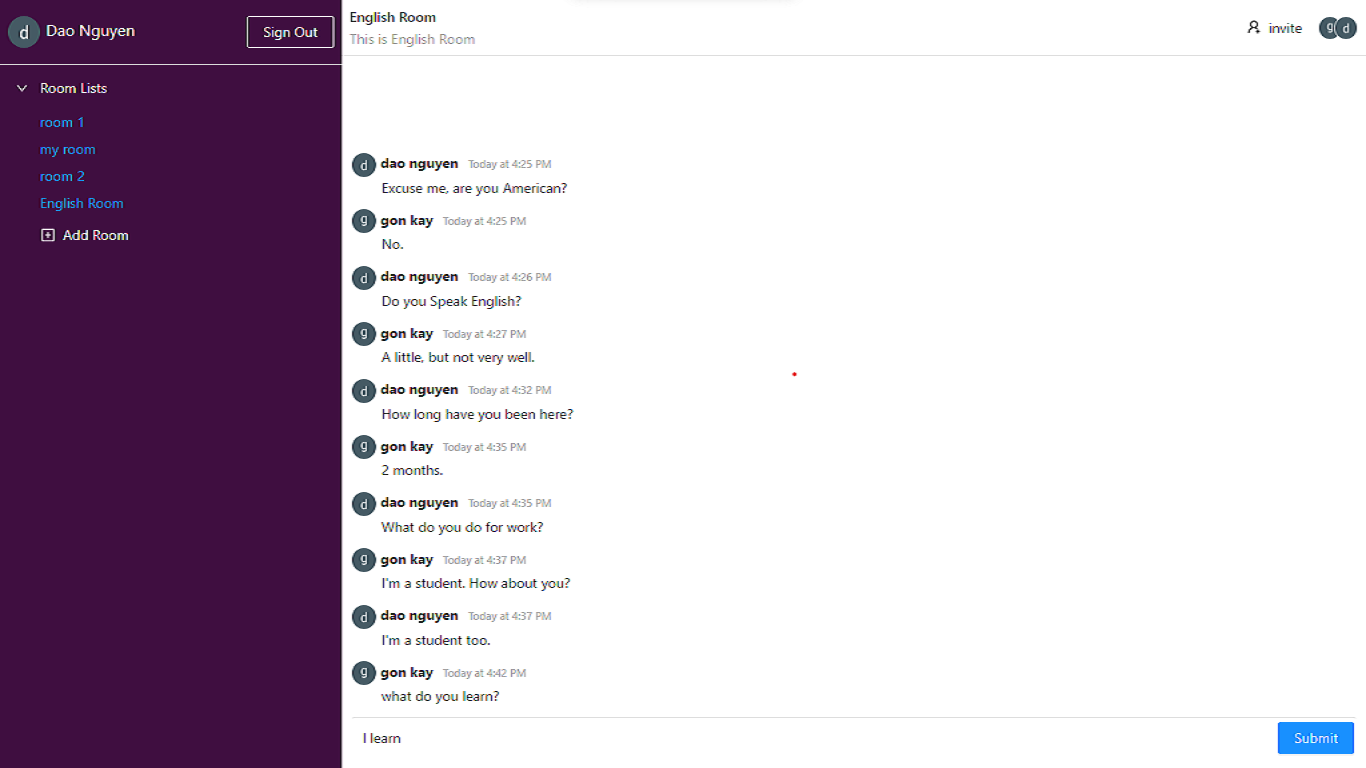 d Dao Nguyen Sign Out
Room Lists
room 1
my room
room 2
English Room
Add Room
English Room
This is English Room
invite g d
d dao nguyen Today at 4:25 PM
Excuse me, are you American?
g gon kay Today at 4:25 PM
No.
d dao nguyen Today at 4:26 PM
Do you Speak English?
g gon kay Today at 4:27 PM
A little, but not very well.
d dao nguyen Today at 4:32 PM
How long have you been here?
g gon kay Today at 4:35 PM
2 months.
d dao nguyen Today at 4:35 PM
What do you do for work?
g gon kay Today at 4:37 PM
I'm a student. How about you?
d dao nguyen Today at 4:37 PM
I'm a student too.
g gon kay Today at 4:42 PM
what do you learn?
I learn Submit